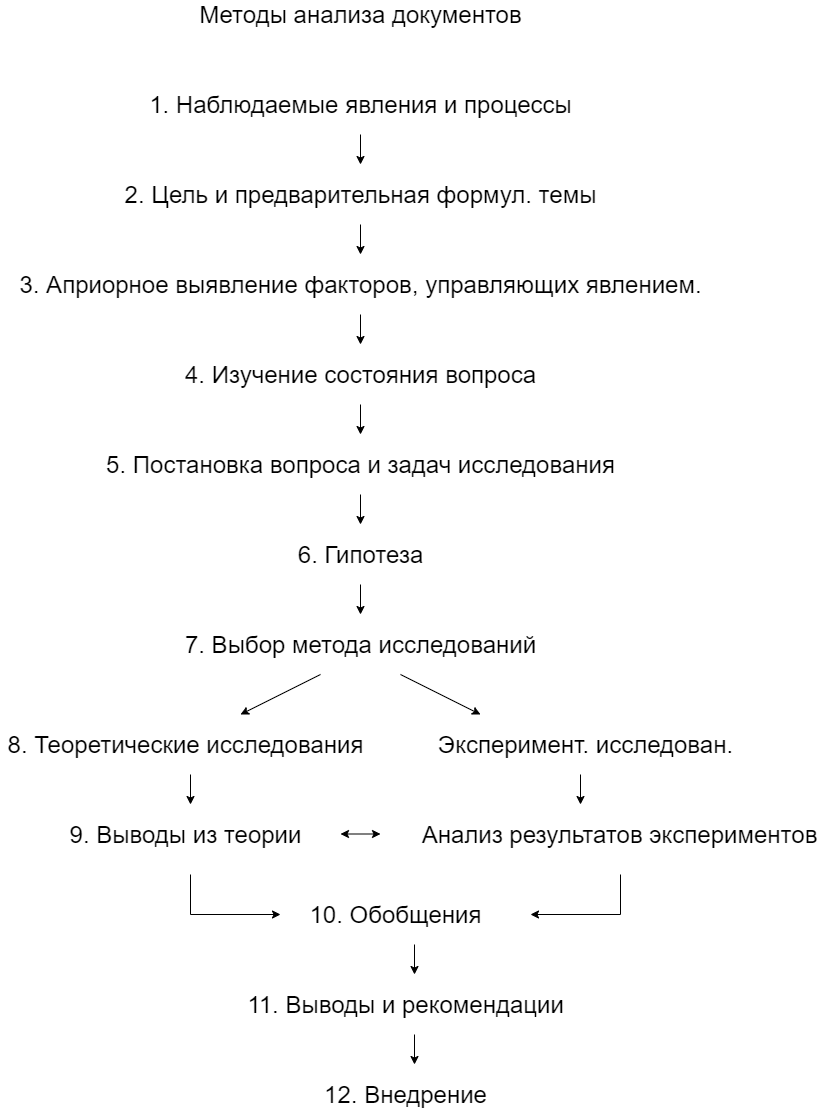 Методы анализа документов
1. Наблюдаемые явления и процессы
2. Цель и предварительная формул. темы
3. Априорное выявление факторов, управляющих явлением.
4. Изучение состояния вопроса
5. Постановка вопроса и задач исследования
6. Гипотеза
7. Выбор метода исследований
8. Теоретические исследования
Эксперимент. исследован.
9. Выводы из теории
Анализ результатов экспериментов
10. Обобщения
11. Выводы и рекомендации
12. Внедрение